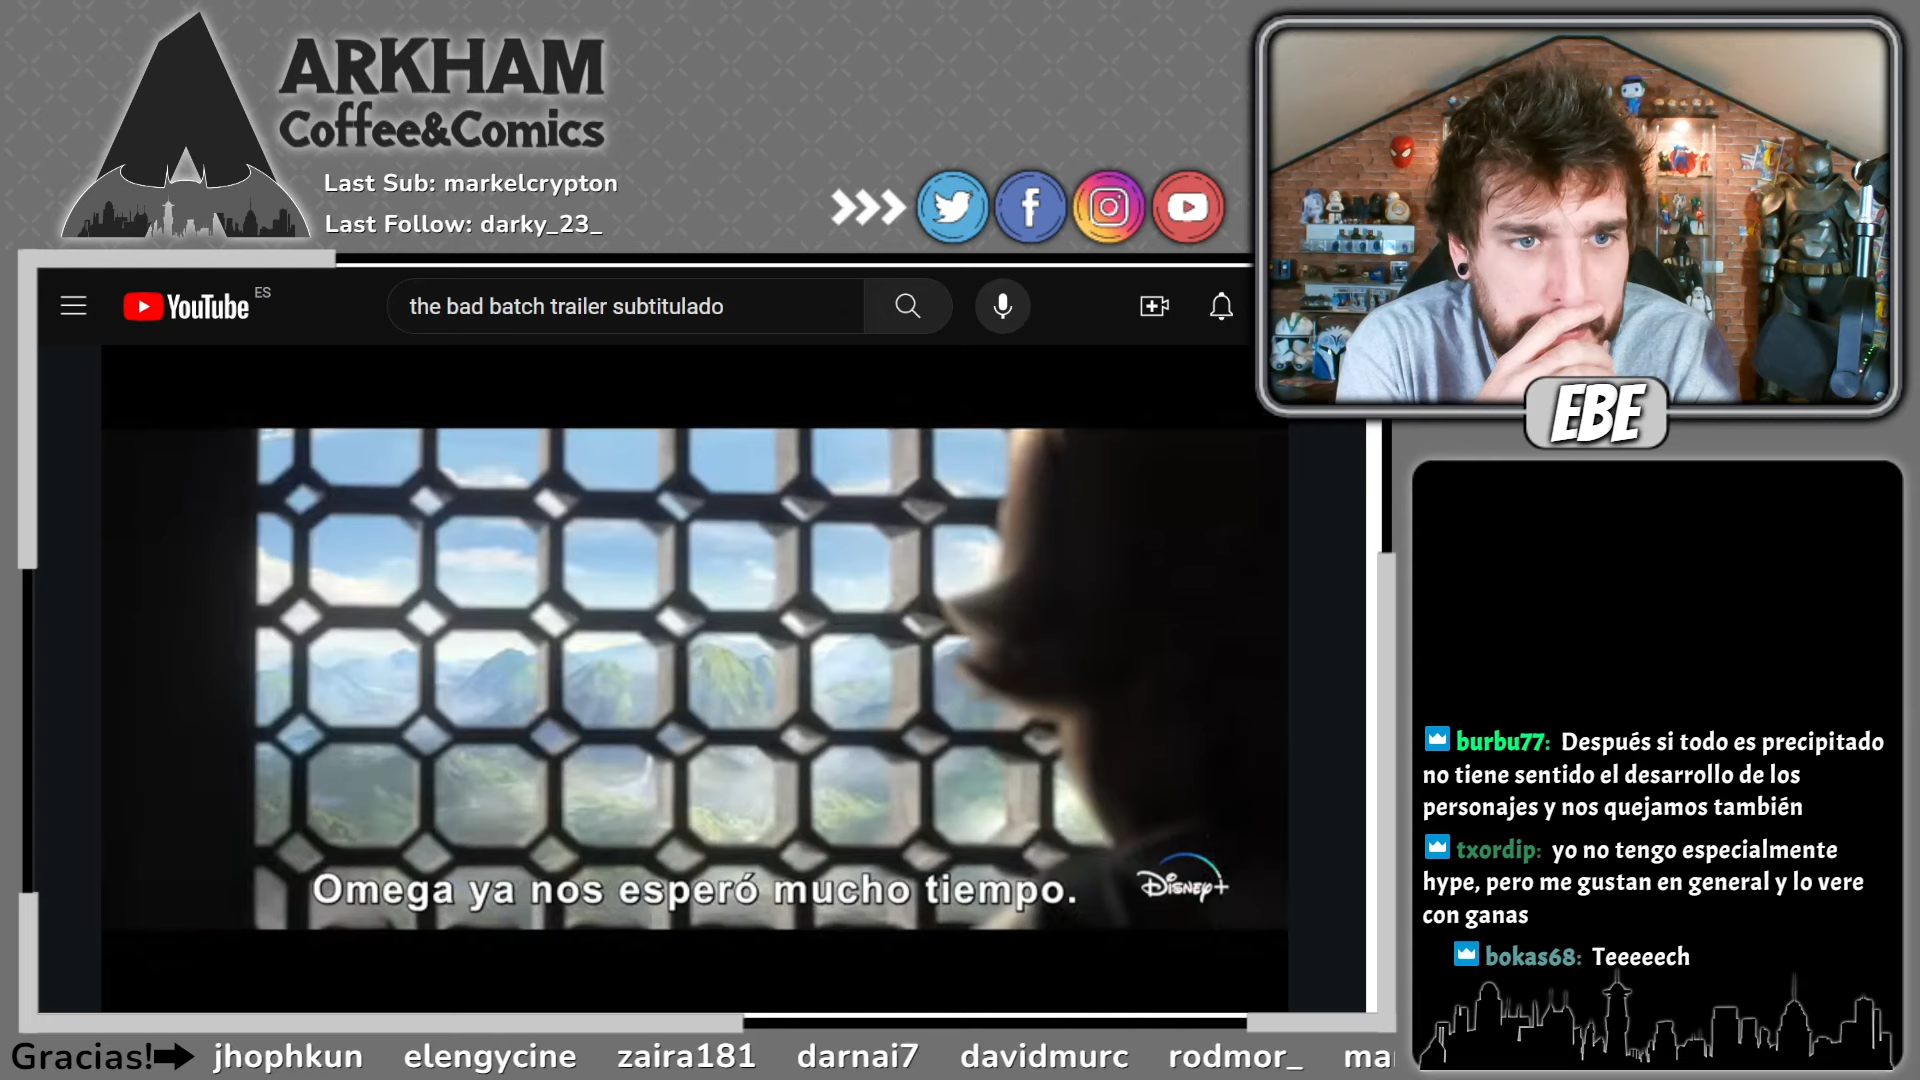 ARKHAM
Coffee&Comics
Last Sub: markelcrypton
Last Follow: darky_23_
YouTube ES
the bad batch trailer subtitulado
EBE
Omega ya nos esperó mucho tiempo.
Disney+
burbu77: Después si todo es precipitado
no tiene sentido el desarrollo de los
personajes y nos quejamos también
txordip: yo no tengo especialmente
hype, pero me gustan en general y lo vere
con ganas
bokas68: Teeeeech
Gracias! jhophkun elengycine zaira181 darnai7 davidmurc rodmor_